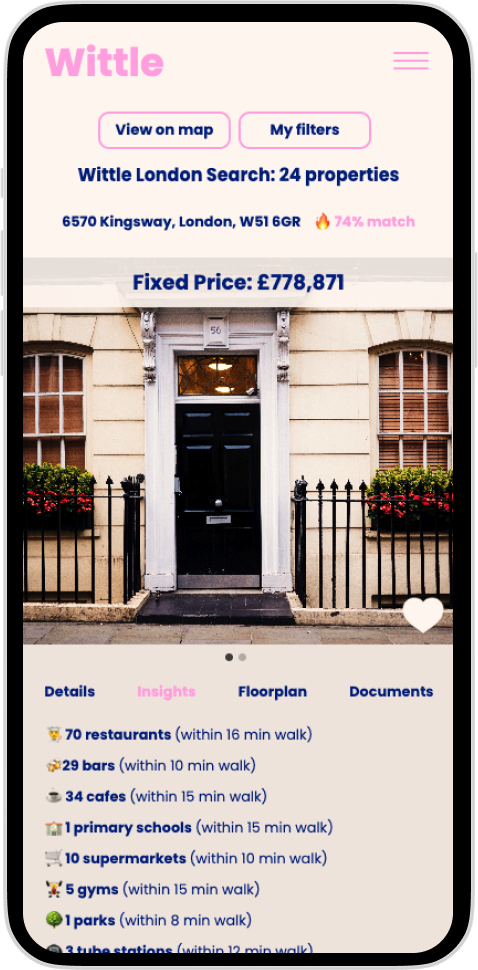 Wittle
View on map
My filters
Wittle London Search: 24 properties
6570 Kingsway, London, W51 6GR 🔥 74% match
Fixed Price: £778,871
56
Details Insights Floorplan Documents
70 restaurants (within 16 min walk)
29 bars (within 10 min walk)
34 cafes (within 15 min walk)
1 primary schools (within 15 min walk)
10 supermarkets (within 10 min walk)
5 gyms (within 15 min walk)
1 parks (within 8 min walk)
3 tube stations (within 12 min walk)